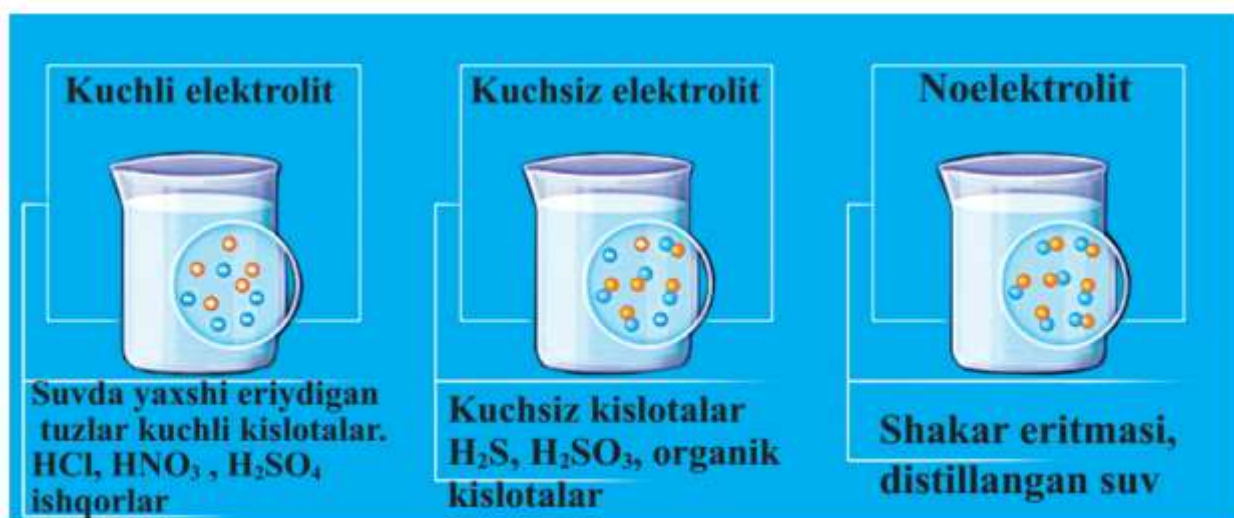 Kuchli elektrolit
Suvda yaxshi eriydigan
tuzlar kuchli kislotalar.
HCl, HNO₃ , H₂SO₄
ishqorlar
Kuchsiz elektrolit
Kuchsiz kislotalar
H₂S, H₂SO₃, organik
kislotalar
Noelektrolit
Shakar eritmasi,
distillangan suv